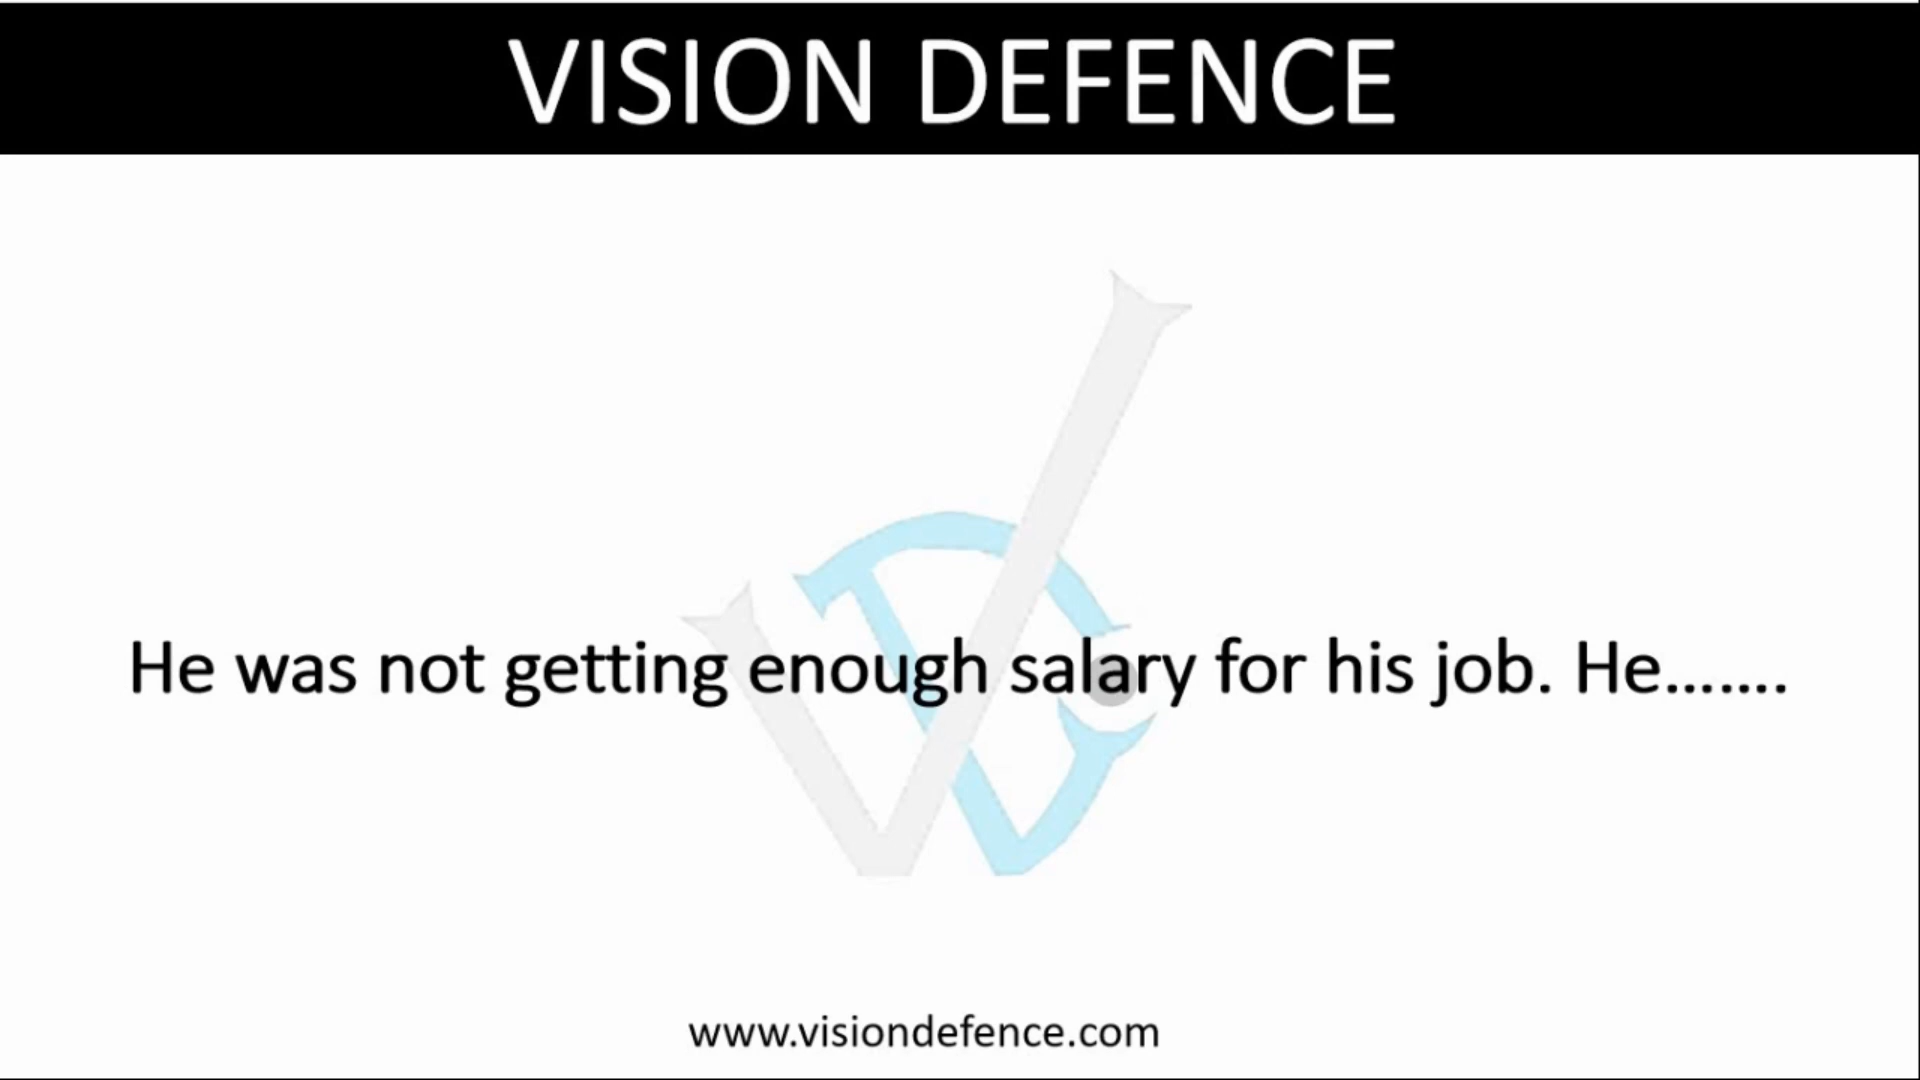 VISION DEFENCE
He was not getting enough salary for his job. He.......
www.visiondefence.com